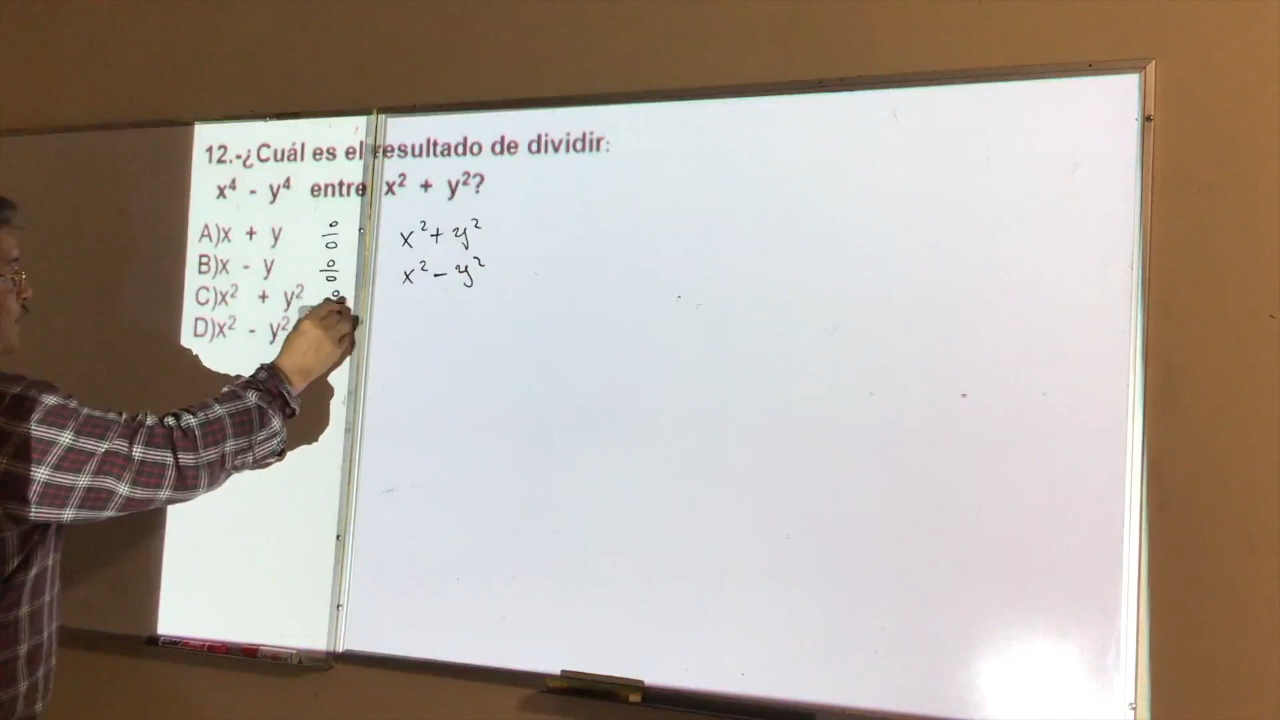 12.-¿Cuál es el resultado de dividir:
x⁴ - y⁴ entre x² + y²?
A)x + y
B)x - y
C)x² + y²
D)x² - y²
x² + y²
x² - y²